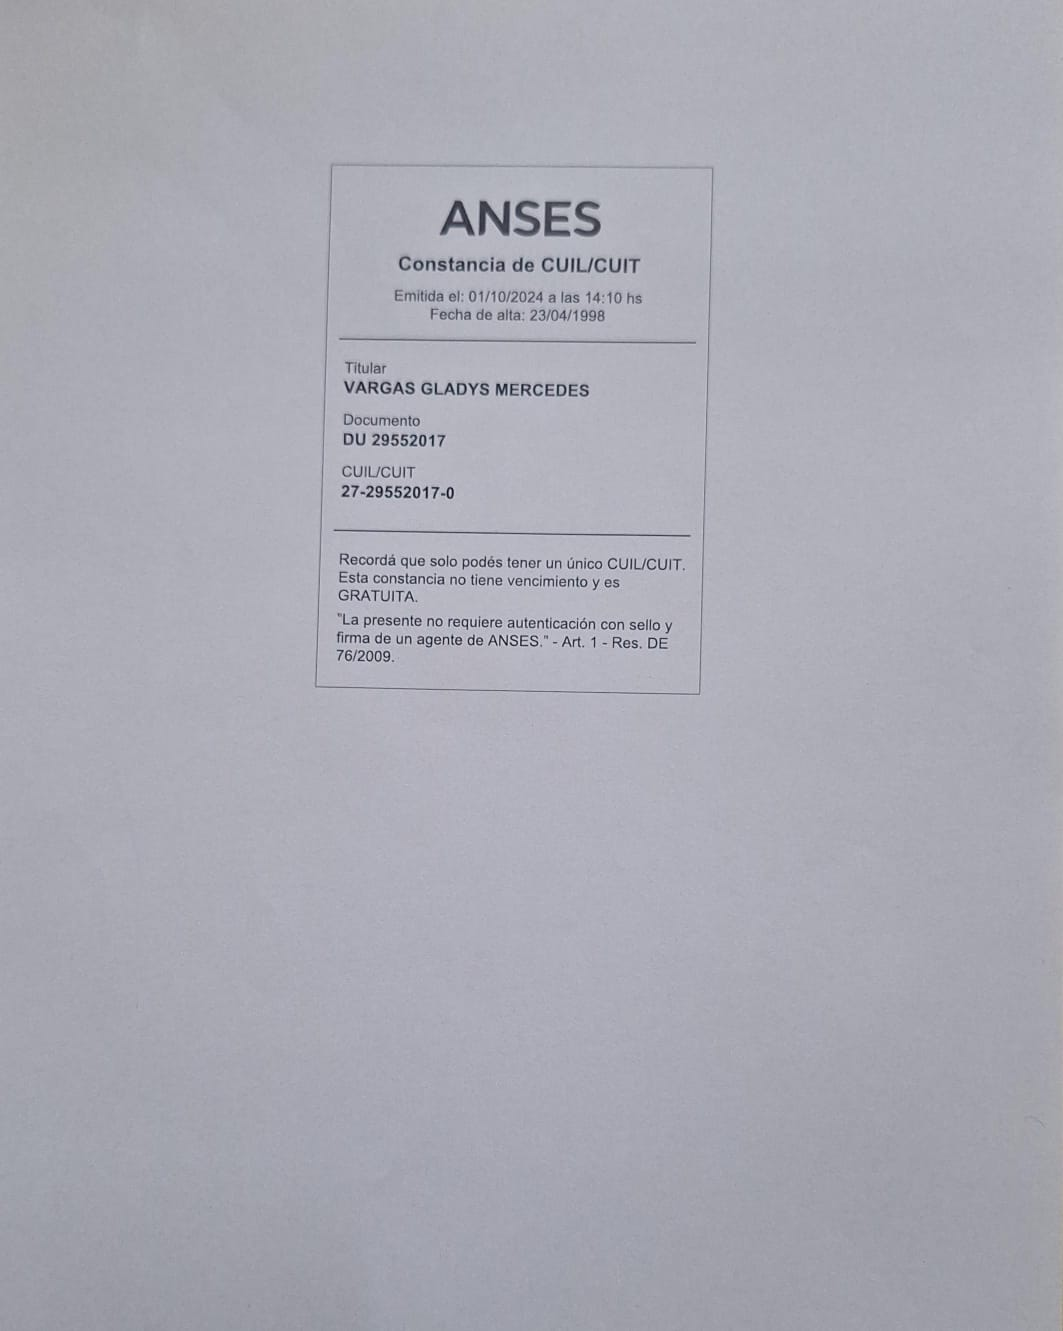 ANSES
Constancia de CUIL/CUIT
Emitida el: 01/10/2024 a las 14:10 hs
Fecha de alta: 23/04/1998
Titular
VARGAS GLADYS MERCEDES
Documento
DU 29552017
CUIL/CUIT
27-29552017-0
Recordá que solo podés tener un único CUIL/CUIT.
Esta constancia no tiene vencimiento y es
GRATUITA.
"La presente no requiere autenticación con sello y
firma de un agente de ANSES." - Art. 1 - Res. DE
76/2009.